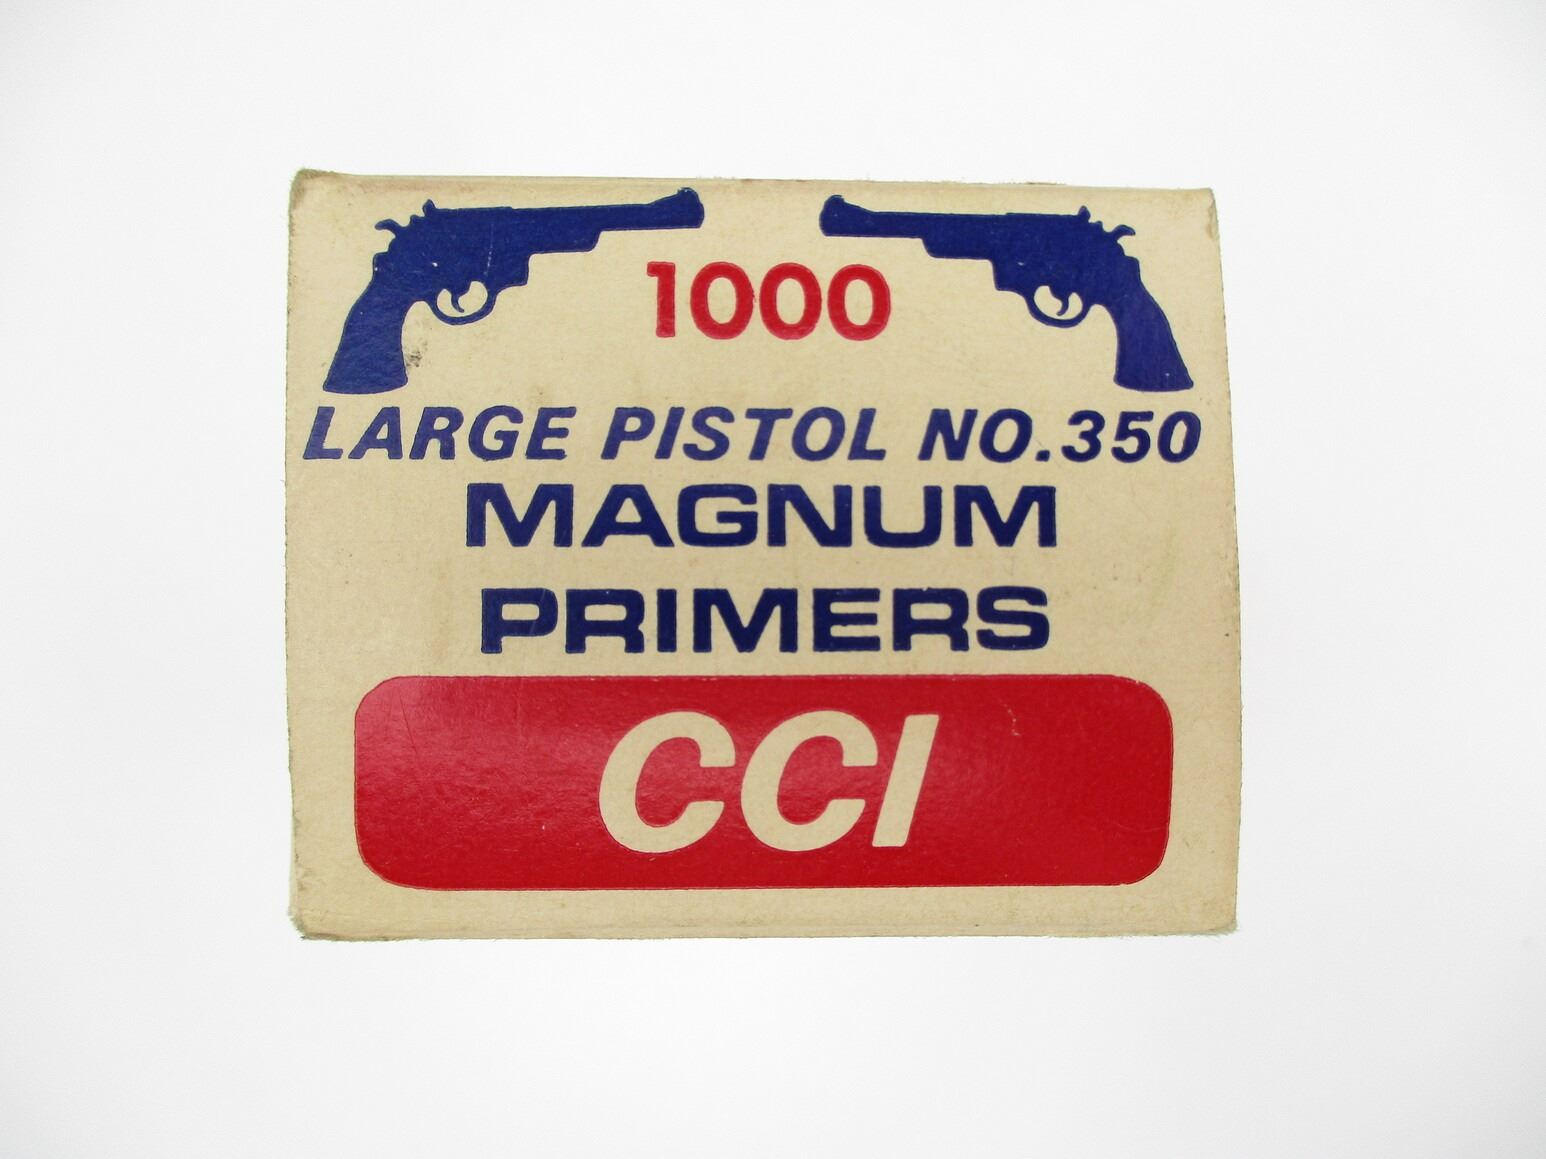 1000
LARGE PISTOL NO.350
MAGNUM
PRIMERS
CCI